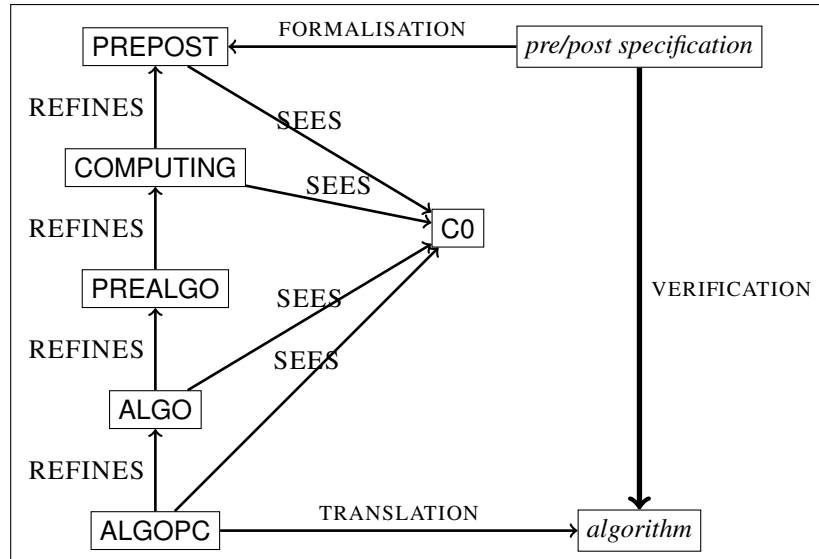 FORMALISATION
PREPOST
pre/post specification
REFINES
SEES
COMPUTING
SEES
REFINES
C0
PREALGO
SEES
VERIFICATION
REFINES
SEES
ALGO
REFINES
ALGOPC
TRANSLATION
algorithm